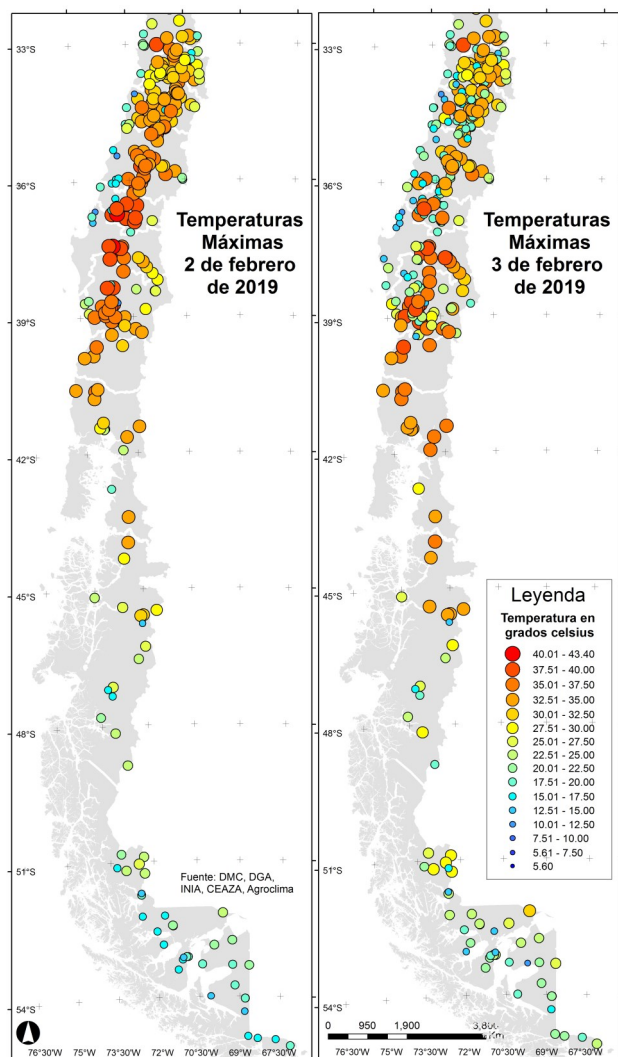 33°S
36°S
39°S
42°S
45°S
48°S
51°S
54°S
Temperaturas
Máximas
2 de febrero
de 2019
Fuente: DMC, DGA,
INIA, CEAZA, Agroclima
76°30'W 75°W 73°30'W 72°W 70°30'W 69°W 67°30'W
33°S
36°S
39°S
42°S
45°S
48°S
51°S
54°S
Temperaturas
Máximas
3 de febrero
de 2019
Leyenda
Temperatura en
grados celsius
40.01 - 43.40
37.51 - 40.00
35.01 - 37.50
32.51 - 35.00
30.01 - 32.50
27.51 - 30.00
25.01 - 27.50
22.51 - 25.00
20.01 - 22.50
17.51 - 20.00
15.01 - 17.50
12.51 - 15.00
10.01 - 12.50
7.51 - 10.00
5.61 - 7.50
5.60
0 950 1,900
76°30'W 75°W 73°30'W 72°W 70°30'W 69°W 67°30'W